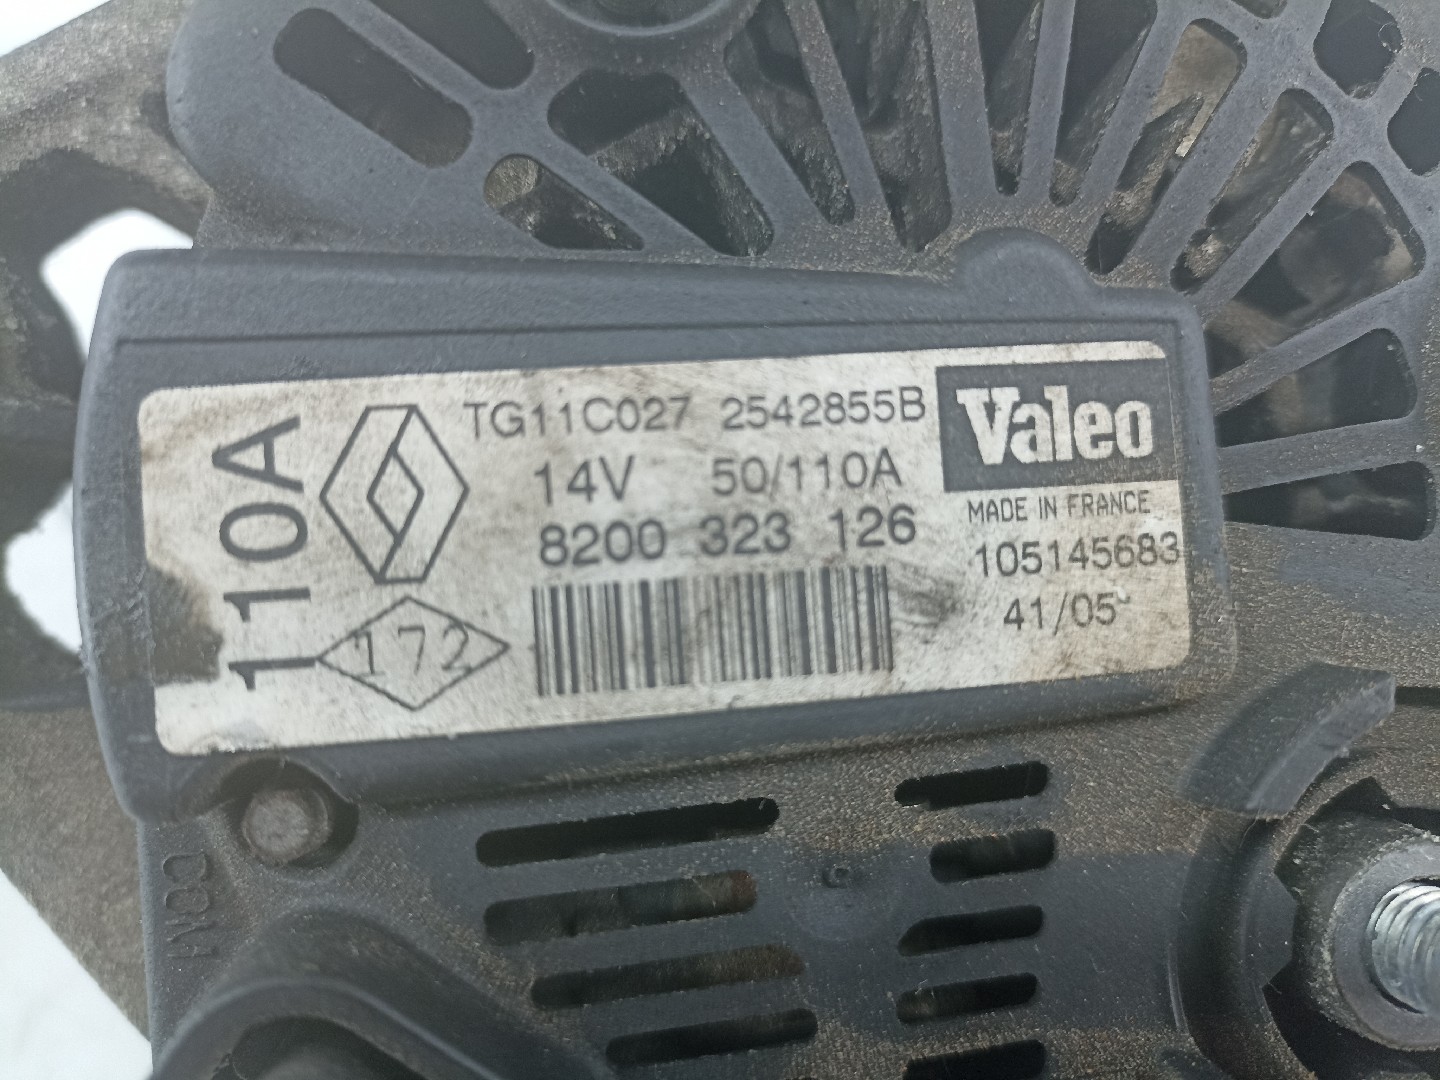 110A
TG11C027 2542855B
14V 50/110A
8200 323 126
172
Valeo
MADE IN FRANCE
105145683
41/05